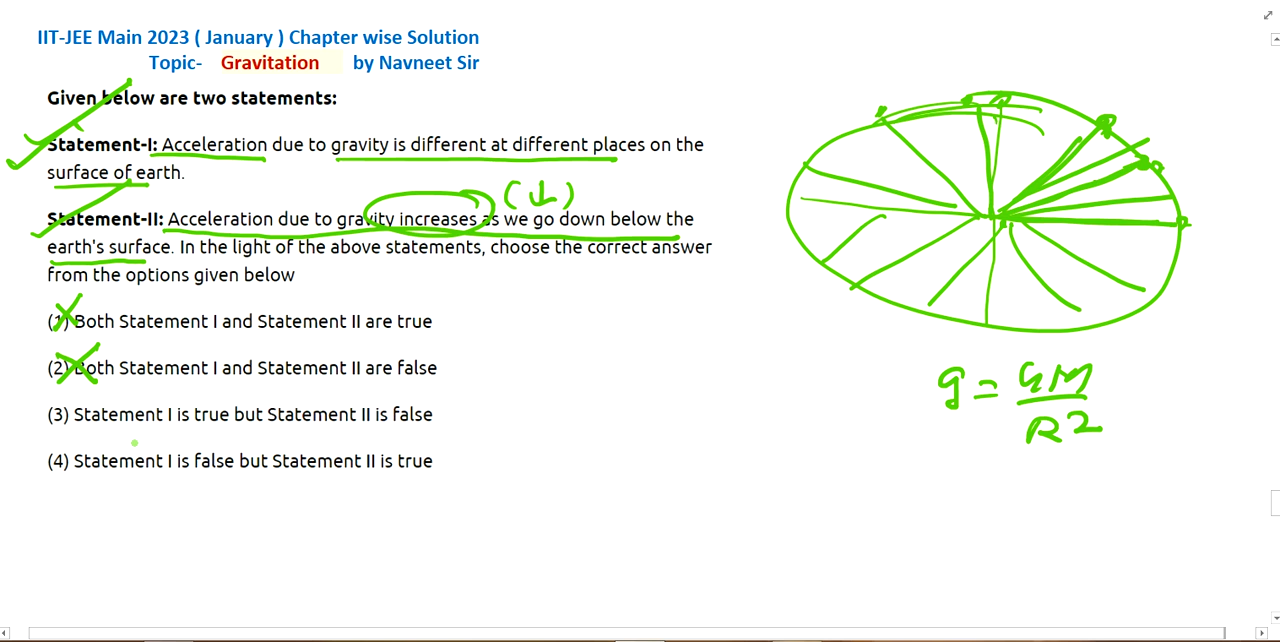 IIT-JEE Main 2023 ( January ) Chapter wise Solution
Topic- Gravitation by Navneet Sir
Given below are two statements:
Statement-I: Acceleration due to gravity is different at different places on the
surface of earth.
(↓)
Statement-II: Acceleration due to gravity increases as we go down below the
earth's surface. In the light of the above statements, choose the correct answer
from the options given below
(1) Both Statement I and Statement II are true
(2) Both Statement I and Statement II are false
(3) Statement I is true but Statement II is false
(4) Statement I is false but Statement II is true
g = GM
R2